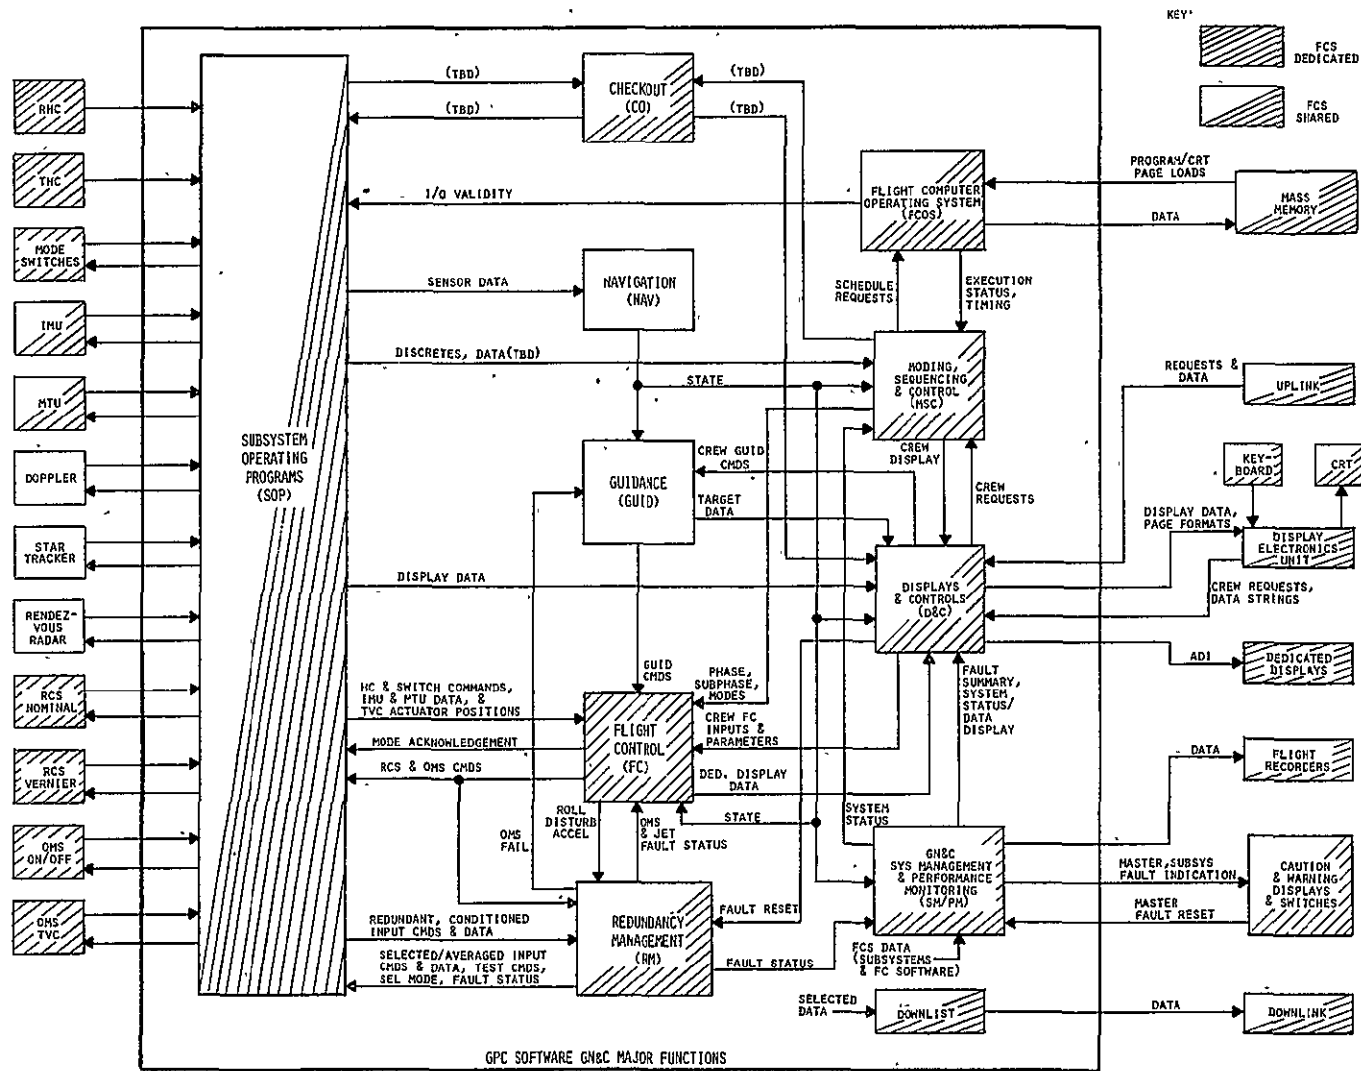 KEY
FCS
DEDICATED
FCS
SHARED
RHC
THC
MODE
SWITCHES
IMU
MTU
DOPPLER
STAR
TRACKER
RENDEZ-
VOUS
RADAR
RCS
NOMINAL
RCS
VERNIER
OMS
ON/OFF
OMS
TVC
SUBSYSTEM
OPERATING
PROGRAMS
(SOP)
(TBD)
(TBD)
CHECKOUT
(CO)
(TBD)
(TBD)
I/O VALIDITY
FLIGHT COMPUTER
OPERATING SYSTEM
(FCOS)
PROGRAM/CRT
PAGE LOADS
DATA
MASS
MEMORY
SENSOR DATA
NAVIGATION
(NAV)
SCHEDULE
REQUESTS
EXECUTION
STATUS,
TIMING
DISCRETES, DATA(TBD)
STATE
MODING,
SEQUENCING
& CONTROL
(MSC)
REQUESTS &
DATA
UPLINK
GUIDANCE
(GUID)
CREW GUID
CMDS
TARGET
DATA
CREW
DISPLAY
CREW
REQUESTS
KEY-
BOARD
CRT
DISPLAY DATA,
PAGE FORMATS
DISPLAY
ELECTRONICS
UNIT
CREW REQUESTS,
DATA STRINGS
DISPLAY DATA
DISPLAYS
& CONTROLS
(D&C)
ADI
DEDICATED
DISPLAYS
GUID
CMDS
PHASE,
SUBPHASE,
MODES
FAULT
SUMMARY,
SYSTEM
STATUS/
DATA
DISPLAY
HC & SWITCH COMMANDS,
IMU & MTU DATA, &
TVC ACTUATOR POSITIONS
MODE ACKNOWLEDGEMENT
RCS & OMS CMDS
FLIGHT
CONTROL
(FC)
CREW FC
INPUTS &
PARAMETERS
DED. DISPLAY
DATA
DATA
FLIGHT
RECORDERS
OMS
FAIL
ROLL
DISTURB
ACCEL
OMS
& JET
FAULT STATUS
STATE
SYSTEM
STATUS
GN&C
SYS MANAGEMENT
& PERFORMANCE
MONITORING
(SM/PM)
MASTER,SUBSYS
FAULT INDICATION
MASTER
FAULT RESET
CAUTION
& WARNING
DISPLAYS
& SWITCHES
REDUNDANT, CONDITIONED
INPUT CMDS & DATA
SELECTED/AVERAGED INPUT
CMDS & DATA, TEST CMDS,
SEL MODE, FAULT STATUS
REDUNDANCY
MANAGEMENT
(RM)
FAULT RESET
FAULT STATUS
FCS DATA
(SUBSYSTEMS
& FC SOFTWARE)
SELECTED
DATA
DOWNLIST
DATA
DOWNLINK
GPC SOFTWARE GN&C MAJOR FUNCTIONS